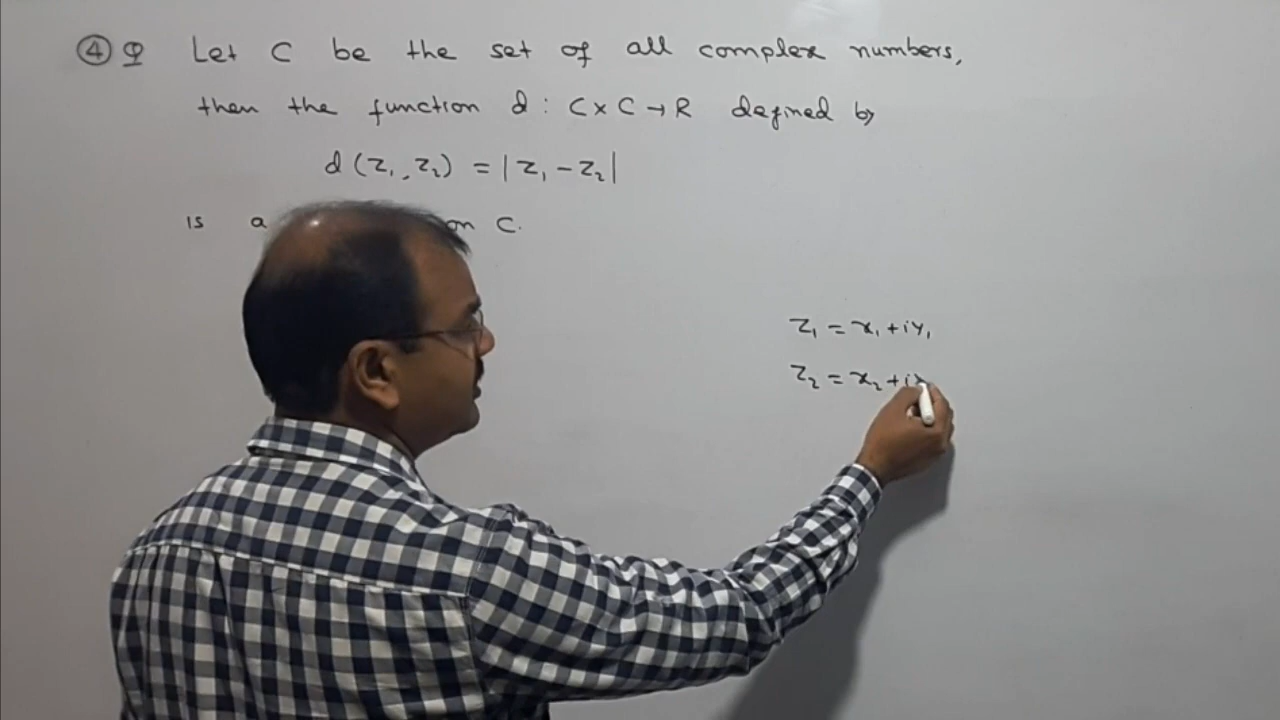 ④ Q Let C be the set of all complex numbers,
then the function d : C × C → R defined by
d (z₁, z₂) = |z₁ - z₂|
is a on C.
z₁ = x₁ + iy₁
z₂ = x₂ + iy